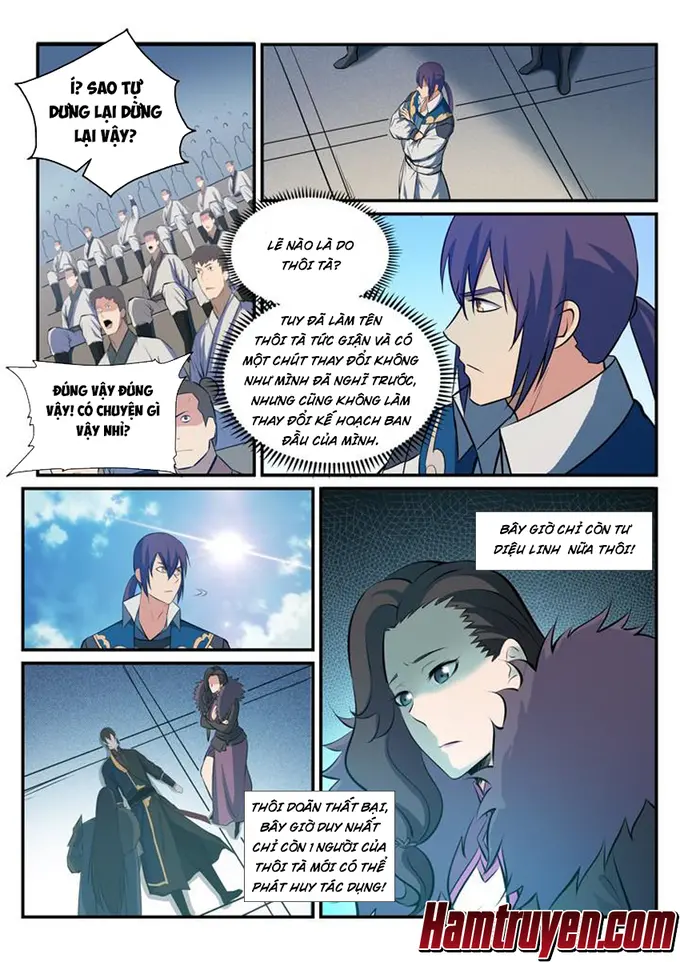 Í? SAO TỰ
DƯNG LẠI DỪNG
LẠI VẬY?
LẼ NÀO LÀ DO
THÔI TÀ?
TUY ĐÃ LÀM TÊN
THÔI TÀ TỨC GIẬN VÀ CÓ
MỘT CHÚT THAY ĐỔI KHÔNG
NHƯ MÌNH ĐÃ NGHĨ TRƯỚC,
NHƯNG CŨNG KHÔNG LÀM
THAY ĐỔI KẾ HOẠCH BAN
ĐẦU CỦA MÌNH.
ĐÚNG VẬY ĐÚNG
VẬY! CÓ CHUYỆN GÌ
VẬY NHỈ?
BÂY GIỜ CHỈ CÒN TƯ
DIỆU LINH NỮA THÔI!
THÔI DOÃN THẤT BẠI,
BÂY GIỜ DUY NHẤT
CHỈ CÒN 1 NGƯỜI CỦA
THÔI TÀ MỚI CÓ THỂ
PHÁT HUY TÁC DỤNG!
Hamtruyen.com